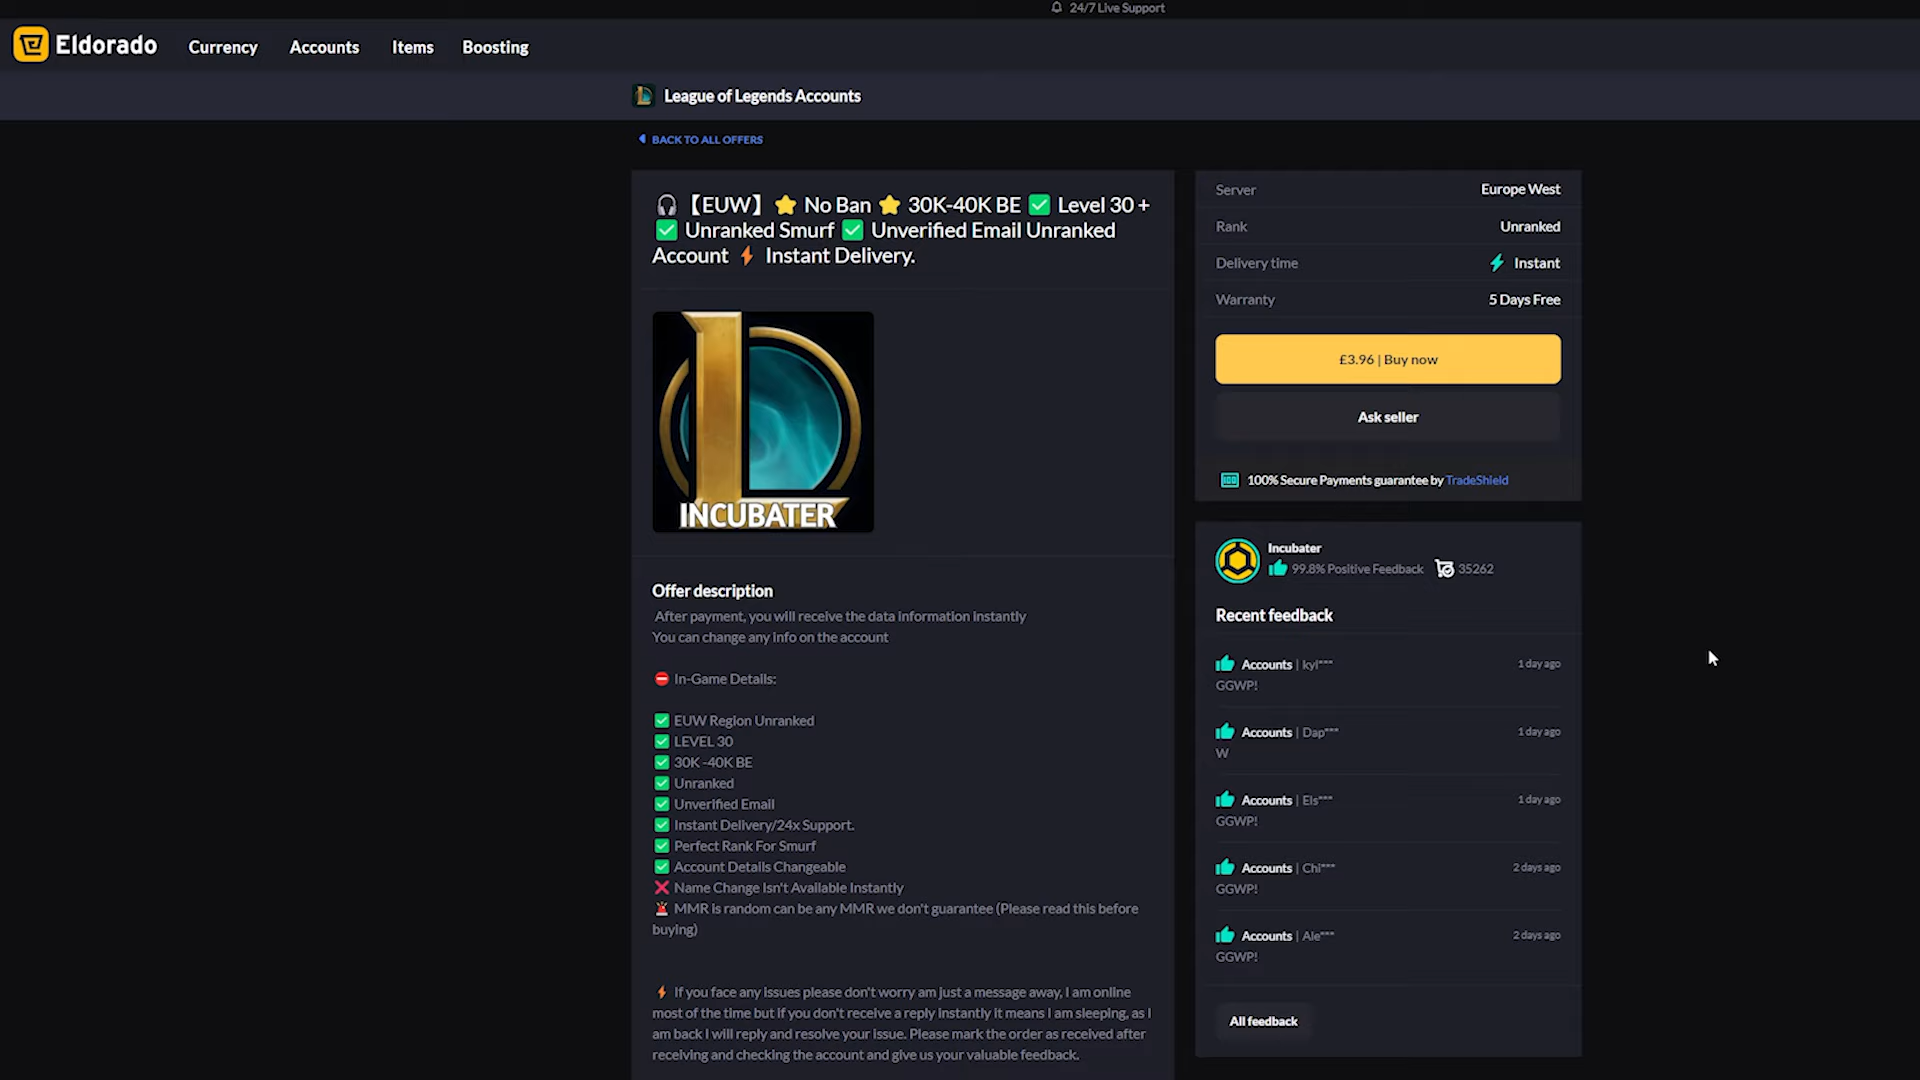 24/7 Live Support
Eldorado
Currency
Accounts
Items
Boosting
League of Legends Accounts
BACK TO ALL OFFERS
🎧【EUW】⭐ No Ban ⭐ 30K-40K BE ✅ Level 30 +
✅ Unranked Smurf ✅ Unverified Email Unranked
Account ⚡ Instant Delivery.
INCUBATER
Offer description
After payment, you will receive the data information instantly
You can change any info on the account
⛔ In-Game Details:
✅ EUW Region Unranked
✅ LEVEL 30
✅ 30K -40K BE
✅ Unranked
✅ Unverified Email
✅ Instant Delivery/24x Support.
✅ Perfect Rank For Smurf
✅ Account Details Changeable
❌ Name Change Isn't Available Instantly
🚨 MMR is random can be any MMR we don't guarantee (Please read this before
buying)
⚡ If you face any issues please don't worry am just a message away, I am online
most of the time but if you don't receive a reply instantly it means I am sleeping, as I
am back I will reply and resolve your issue. Please mark the order as received after
receiving and checking the account and give us your valuable feedback.
Server Europe West
Rank Unranked
Delivery time Instant
Warranty 5 Days Free
£3.96 | Buy now
Ask seller
100% Secure Payments guarantee by TradeShield
Incubater
99.8% Positive Feedback 35262
Recent feedback
Accounts | kyl*** 1 day ago
GGWP!
Accounts | Dap*** 1 day ago
W
Accounts | Els*** 1 day ago
GGWP!
Accounts | Chi*** 2 days ago
GGWP!
Accounts | Ale*** 2 days ago
GGWP!
All feedback